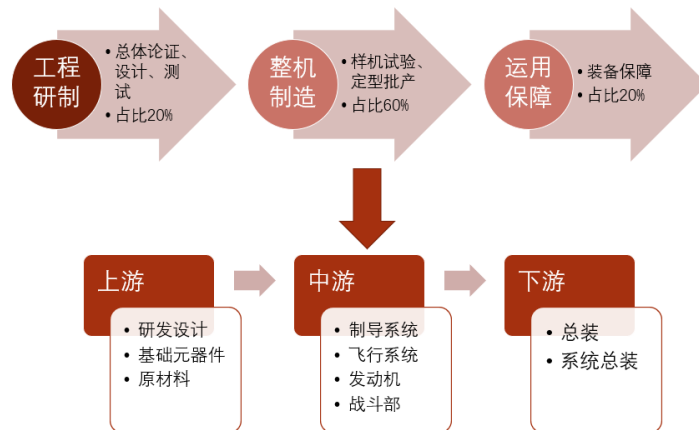 工程
研制
• 总体论证、
设计、测
试
• 占比20%
整机
制造
• 样机试验、
定型批产
• 占比60%
运用
保障
• 装备保障
• 占比20%
上游
• 研发设计
• 基础元器件
• 原材料
中游
• 制导系统
• 飞行系统
• 发动机
• 战斗部
下游
• 总装
• 系统总装